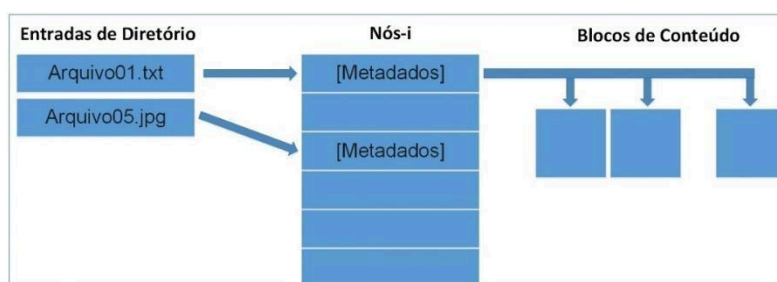 Entradas de Diretório
Nós-i
Blocos de Conteúdo
Arquivo01.txt
[Metadados]
Arquivo05.jpg
[Metadados]